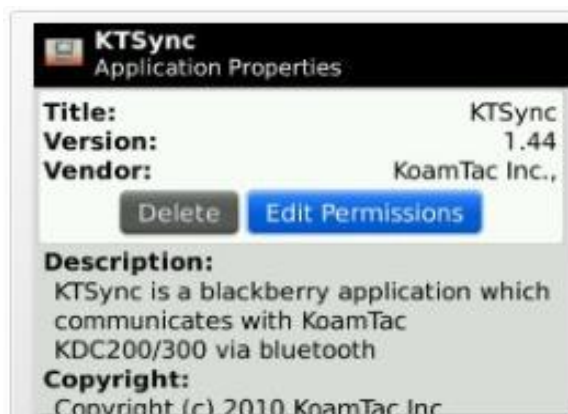 KTSync
Application Properties
Title: KTSync
Version: 1.44
Vendor: KoamTac Inc.,
Delete Edit Permissions
Description:
KTSync is a blackberry application which
communicates with KoamTac
KDC200/300 via bluetooth
Copyright:
Copyright (c) 2010 KoamTac Inc